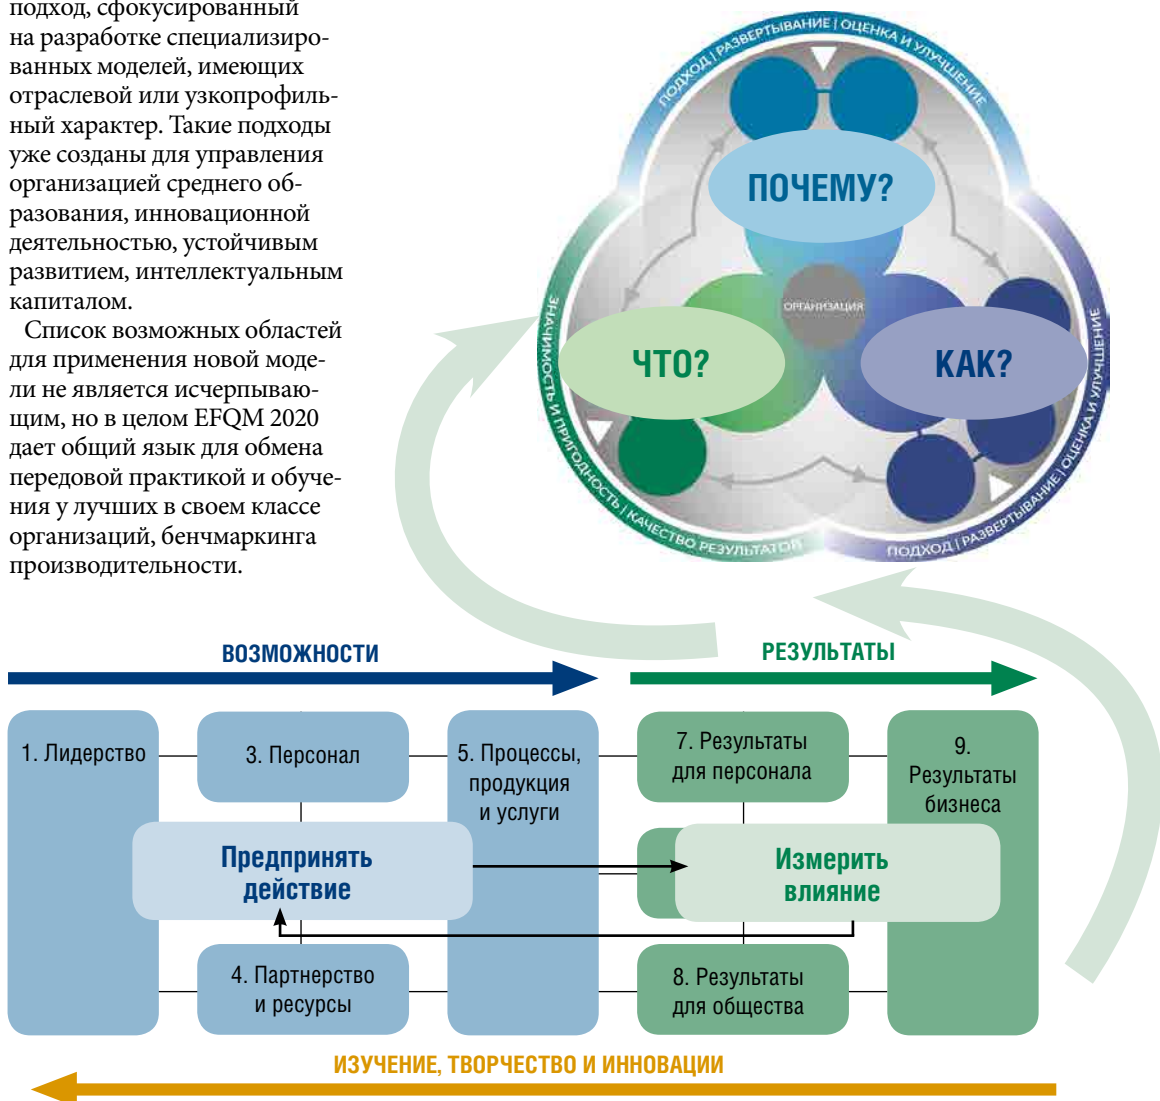 подход, сфокусированный
на разработке специализиро-
ванных моделей, имеющих
отраслевой или узкопрофиль-
ный характер. Такие подходы
уже созданы для управления
организацией среднего об-
разования, инновационной
деятельностью, устойчивым
развитием, интеллектуальным
капиталом.
Список возможных областей
для применения новой моде-
ли не является исчерпываю-
щим, но в целом EFQM 2020
дает общий язык для обмена
передовой практикой и обуче-
ния у лучших в своем классе
организаций, бенчмаркинга
производительности.
ПОДХОД | РАЗВЕРТЫВАНИЕ | ОЦЕНКА И УЛУЧШЕНИЕ
ПОЧЕМУ?
ОРГАНИЗАЦИЯ
ЧТО?
КАК?
ЗНАЧИМОСТЬ И ПРИГОДНОСТЬ | КАЧЕСТВО РЕЗУЛЬТАТОВ
ПОДХОД | РАЗВЕРТЫВАНИЕ | ОЦЕНКА И УЛУЧШЕНИЕ
ВОЗМОЖНОСТИ
РЕЗУЛЬТАТЫ
1. Лидерство
3. Персонал
5. Процессы,
продукция
и услуги
7. Результаты
для персонала
9.
Результаты
бизнеса
Предпринять
действие
Измерить
влияние
4. Партнерство
и ресурсы
8. Результаты
для общества
ИЗУЧЕНИЕ, ТВОРЧЕСТВО И ИННОВАЦИИ